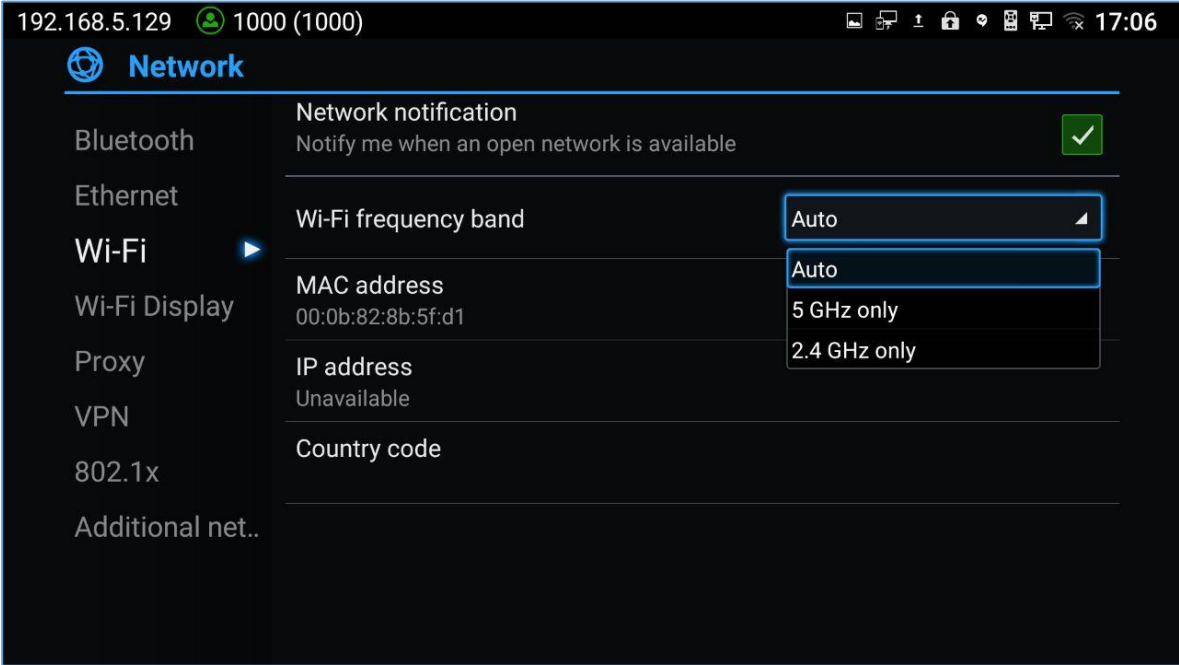 192.168.5.129 1000 (1000) 17:06
Network
Bluetooth
Ethernet
Wi-Fi
Wi-Fi Display
Proxy
VPN
802.1x
Additional net..
Network notification
Notify me when an open network is available
Wi-Fi frequency band
Auto
Auto
5 GHz only
2.4 GHz only
MAC address
00:0b:82:8b:5f:d1
IP address
Unavailable
Country code